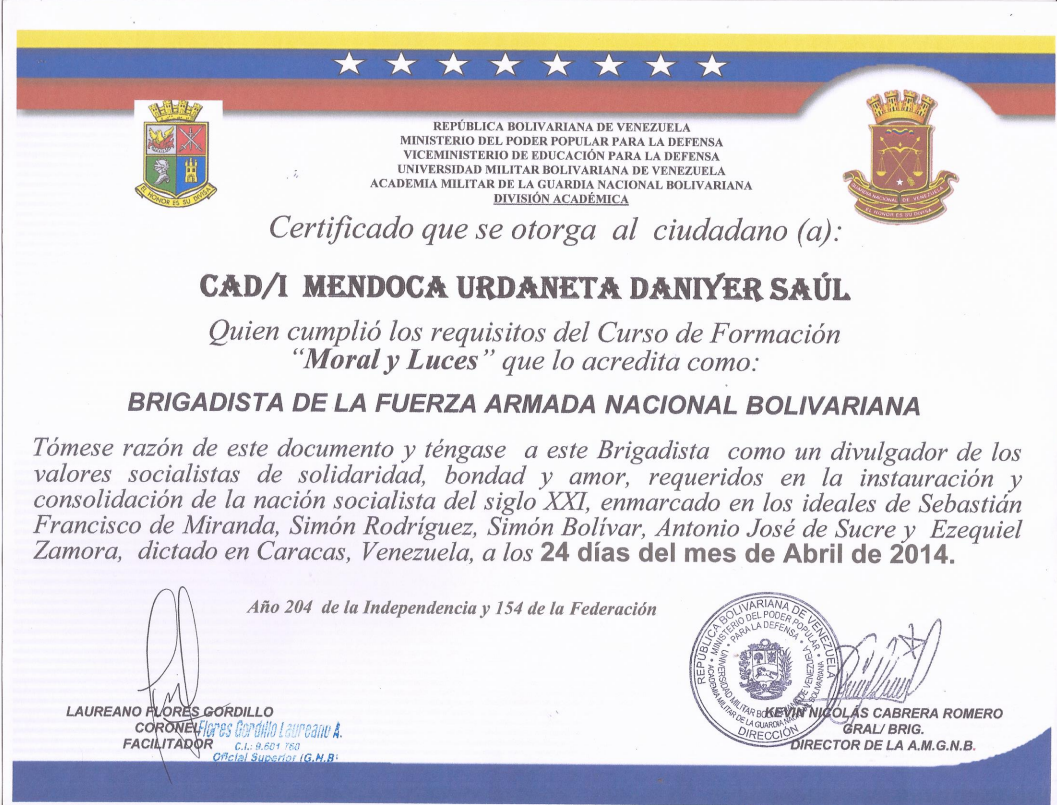 REPÚBLICA BOLIVARIANA DE VENEZUELA
MINISTERIO DEL PODER POPULAR PARA LA DEFENSA
VICEMINISTERIO DE EDUCACIÓN PARA LA DEFENSA
UNIVERSIDAD MILITAR BOLIVARIANA DE VENEZUELA
ACADEMIA MILITAR DE LA GUARDIA NACIONAL BOLIVARIANA
DIVISIÓN ACADÉMICA
EL HONOR ES SU DIVISA
GUARDIA NACIONAL DE VENEZUELA
EL HONOR ES SU DIVISA
Certificado que se otorga al ciudadano (a):
CAD/I MENDOCA URDANETA DANIYER SAÚL
Quien cumplió los requisitos del Curso de Formación
“Moral y Luces” que lo acredita como:
BRIGADISTA DE LA FUERZA ARMADA NACIONAL BOLIVARIANA
Tómese razón de este documento y téngase a este Brigadista como un divulgador de los
valores socialistas de solidaridad, bondad y amor, requeridos en la instauración y
consolidación de la nación socialista del siglo XXI, enmarcado en los ideales de Sebastián
Francisco de Miranda, Simón Rodríguez, Simón Bolívar, Antonio José de Sucre y Ezequiel
Zamora, dictado en Caracas, Venezuela, a los 24 días del mes de Abril de 2014.
Año 204 de la Independencia y 154 de la Federación
REPÚBLICA BOLIVARIANA DE VENEZUELA
MINISTERIO DEL PODER POPULAR PARA LA DEFENSA
UNIVERSIDAD MILITAR BOLIVARIANA DE VENEZUELA
ACADEMIA MILITAR DE LA GUARDIA NACIONAL BOLIVARIANA
DIRECCIÓN
LAUREANO FLORES GORDILLO
CORONEL
FACILITADOR
Flores Gordillo Laureano A.
C.I.: 9.601 760
Oficial Superior (G.N.B)
KEVIN NICOLÁS CABRERA ROMERO
GRAL/ BRIG.
DIRECTOR DE LA A.M.G.N.B.